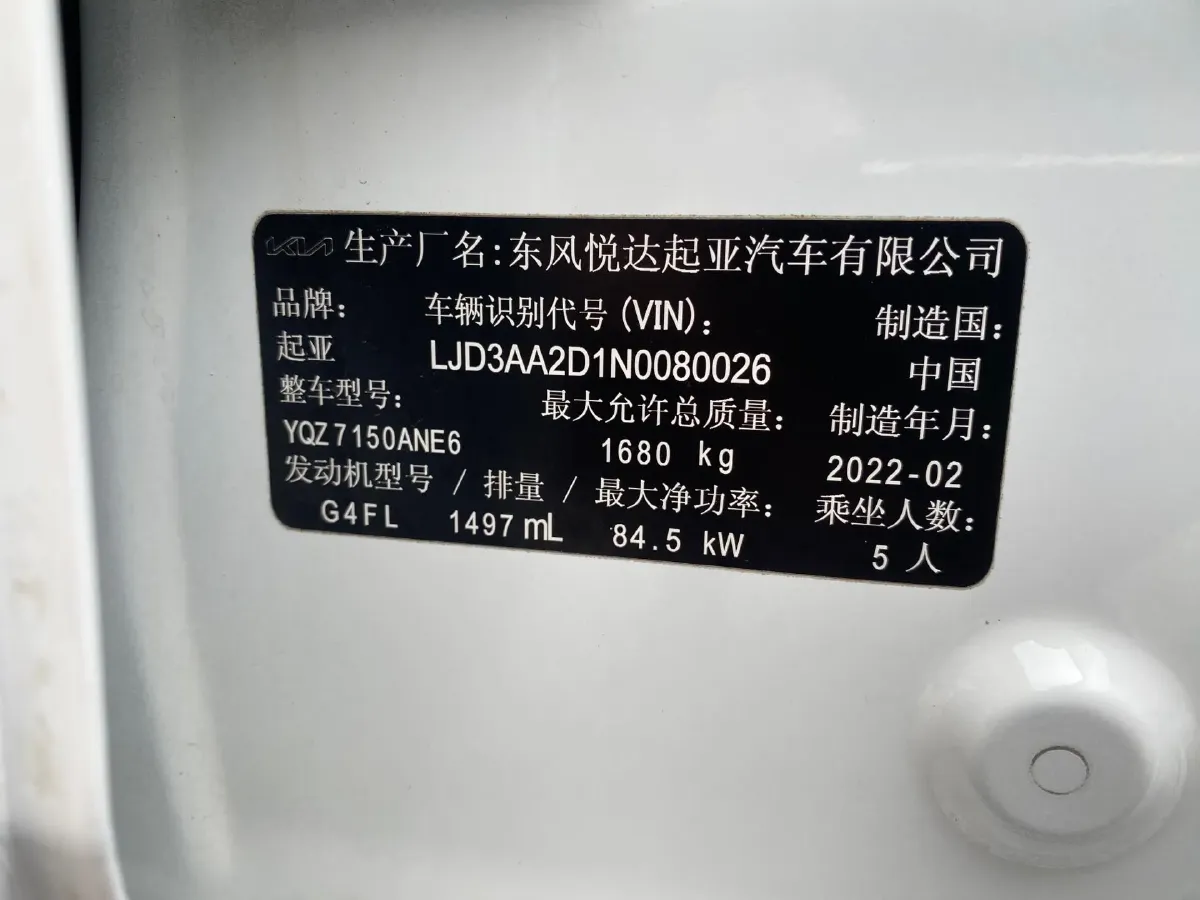 KIA 生产厂名:东风悦达起亚汽车有限公司
品牌: 车辆识别代号(VIN): 制造国:
起亚 LJD3AA2D1N0080026 中国
整车型号: 最大允许总质量: 制造年月:
YQZ7150ANE6 1680 kg 2022-02
发动机型号 / 排量 / 最大净功率: 乘坐人数:
G4FL 1497 mL 84.5 kW 5 人